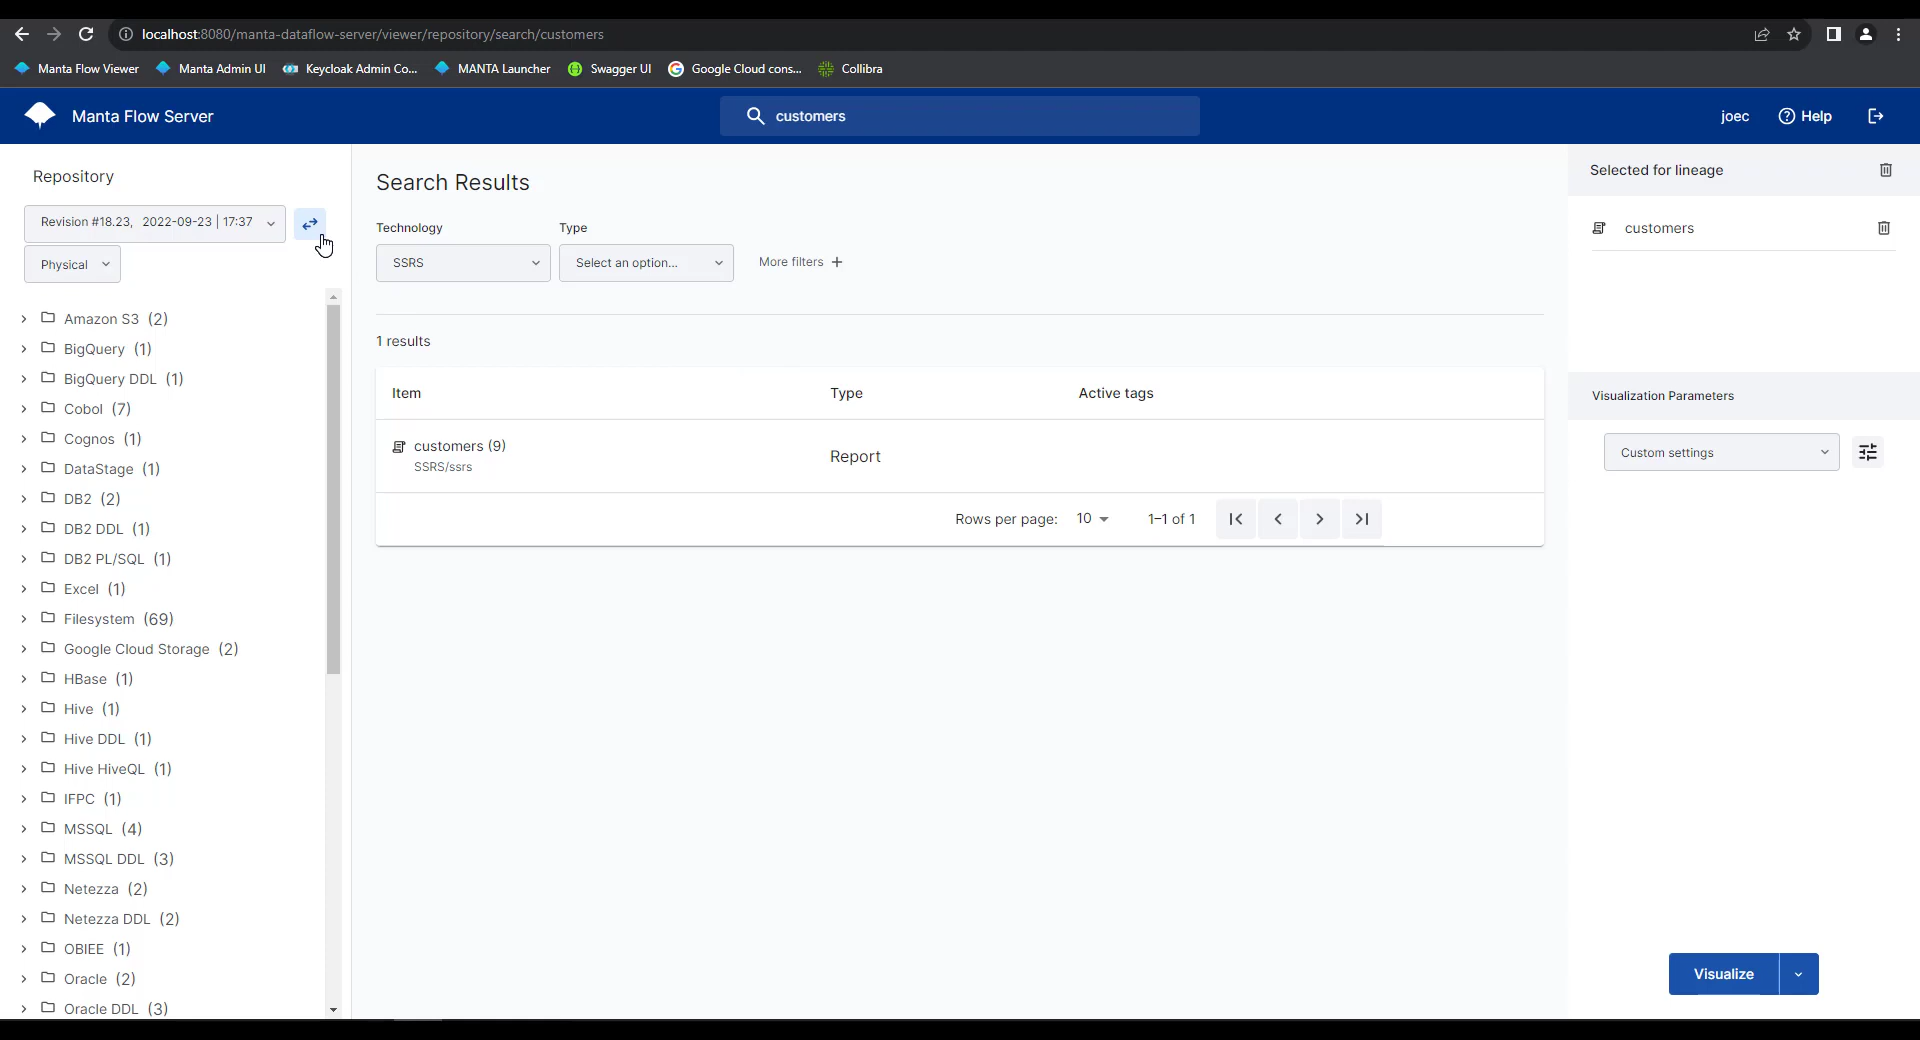 localhost:8080/manta-dataflow-server/viewer/repository/search/customers
Manta Flow Viewer Manta Admin UI Keycloak Admin Co... MANTA Launcher Swagger UI Google Cloud cons... Collibra
Manta Flow Server customers joec Help
Repository
Revision #18.23, 2022-09-23 | 17:37
Physical
Amazon S3 (2)
BigQuery (1)
BigQuery DDL (1)
Cobol (7)
Cognos (1)
DataStage (1)
DB2 (2)
DB2 DDL (1)
DB2 PL/SQL (1)
Excel (1)
Filesystem (69)
Google Cloud Storage (2)
HBase (1)
Hive (1)
Hive DDL (1)
Hive HiveQL (1)
IFPC (1)
MSSQL (4)
MSSQL DDL (3)
Netezza (2)
Netezza DDL (2)
OBIEE (1)
Oracle (2)
Oracle DDL (3)
Search Results
Technology Type
SSRS Select an option... More filters +
1 results
Item Type Active tags
customers (9)
SSRS/ssrs
Report
Rows per page: 10 1-1 of 1
Selected for lineage
customers
Visualization Parameters
Custom settings
Visualize